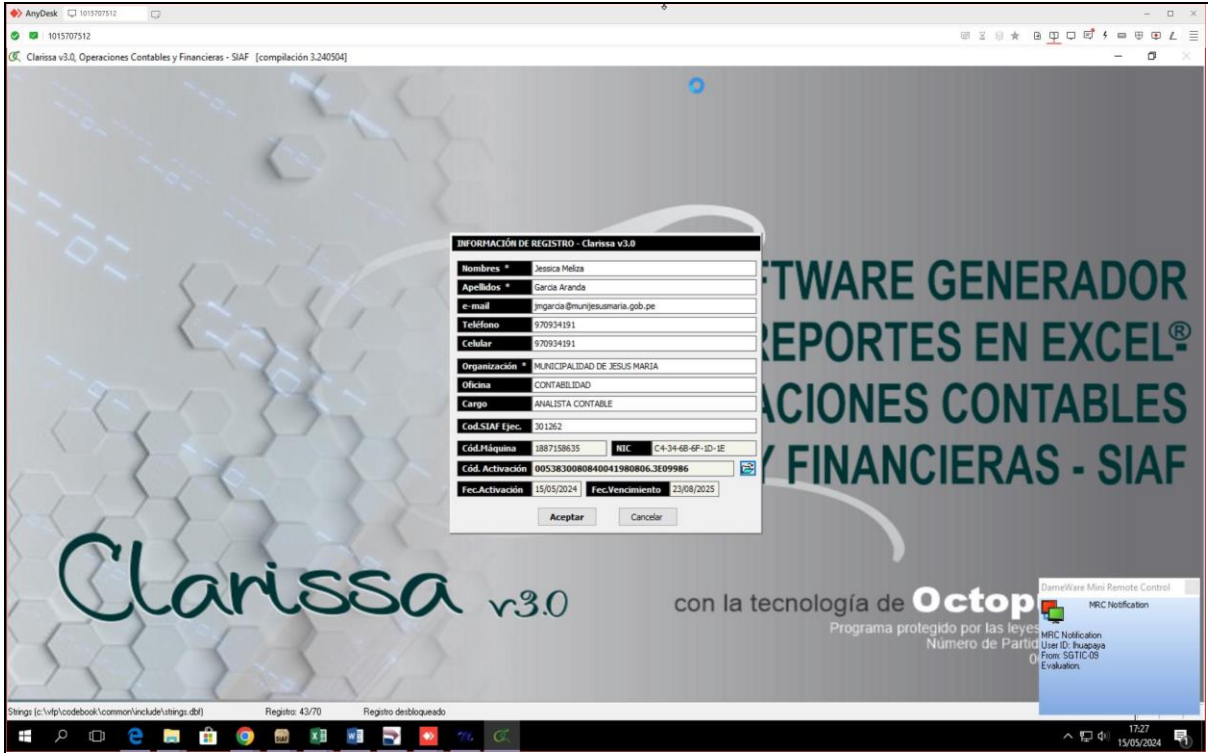 AnyDesk 1015707512
1015707512
Clarissa v3.0, Operaciones Contables y Financieras - SIAF [compilación 3.240504]
INFORMACIÓN DE REGISTRO - Clarissa v3.0
Nombres * Jessica Meliza
Apellidos * Garcia Aranda
e-mail jmgarcia@munijesusmaria.gob.pe
Teléfono 970934191
Celular 970934191
Organización * MUNICIPALIDAD DE JESUS MARIA
Oficina CONTABILIDAD
Cargo ANALISTA CONTABLE
Cod.SIAF Ejec. 301262
Cód.Máquina 1887158635 NIC C4-34-6B-6F-1D-1E
Cód. Activación 0053830080840041980806.3E09986
Fec.Activación 15/05/2024 Fec.Vencimiento 23/08/2025
Aceptar Cancelar
FTWARE GENERADOR
REPORTES EN EXCEL®
ACIONES CONTABLES
Y FINANCIERAS - SIAF
Clarissa v3.0
con la tecnología de Octop
Programa protegido por las leyes
Número de Partid
0
DameWare Mini Remote Control
MRC Notification
MRC Notification
User ID: lhuapaya
From: SGTIC-09
Evaluation.
Strings (c:\vfp\codebook\common\include\strings.dbf) Registro: 43/70 Registro desbloqueado
17:27
15/05/2024